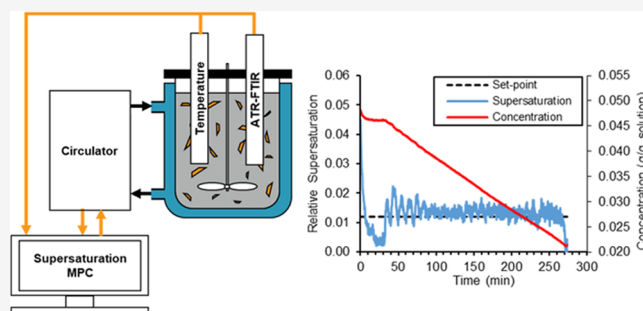 Temperature
ATR-FTIR
Circulator
Supersaturation
MPC
Set-point
Supersaturation
Concentration
Relative Supersaturation
0.06
0.05
0.04
0.03
0.02
0.01
0.00
0
50
100
150
200
250
300
Time (min)
0.055
0.050
0.045
0.040
0.035
0.030
0.025
0.020
Concentration (g/g solution)